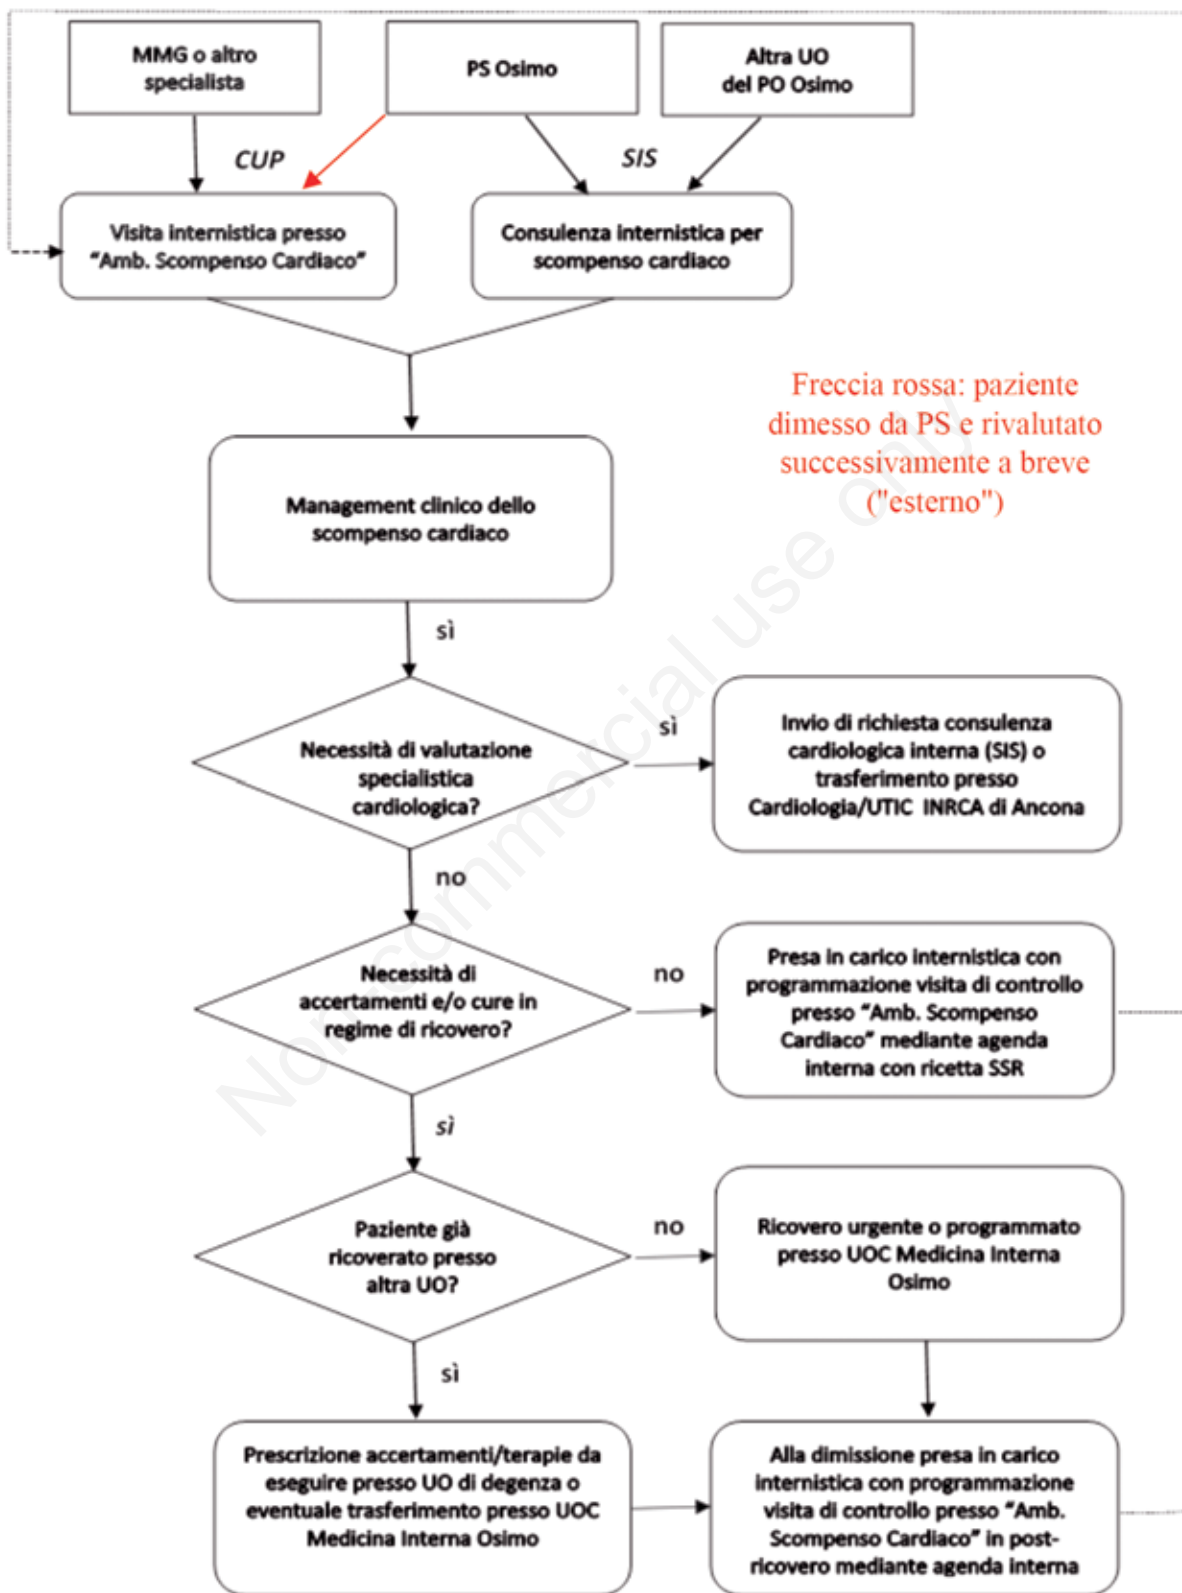 MMG o altro
specialista
PS Osimo
Altra UO
del PO Osimo
CUP
SIS
Visita internistica presso
“Amb. Scompenso Cardiaco”
Consulenza internistica per
scompenso cardiaco
Freccia rossa: paziente
dimesso da PS e rivalutato
successivamente a breve
("esterno")
Management clinico dello
scompenso cardiaco
sì
Necessità di valutazione
specialistica
cardiologica?
sì
Invio di richiesta consulenza
cardiologica interna (SIS) o
trasferimento presso
Cardiologia/UTIC INRCA di Ancona
no
Necessità di
accertamenti e/o cure in
regime di ricovero?
no
Presa in carico internistica con
programmazione visita di controllo
presso “Amb. Scompenso
Cardiaco” mediante agenda
interna con ricetta SSR
sì
Paziente già
ricoverato presso
altra UO?
no
Ricovero urgente o programmato
presso UOC Medicina Interna
Osimo
sì
Prescrizione accertamenti/terapie da
eseguire presso UO di degenza o
eventuale trasferimento presso UOC
Medicina Interna Osimo
Alla dimissione presa in carico
internistica con programmazione
visita di controllo presso “Amb.
Scompenso Cardiaco” in post-
ricovero mediante agenda interna
Non-commercial use only